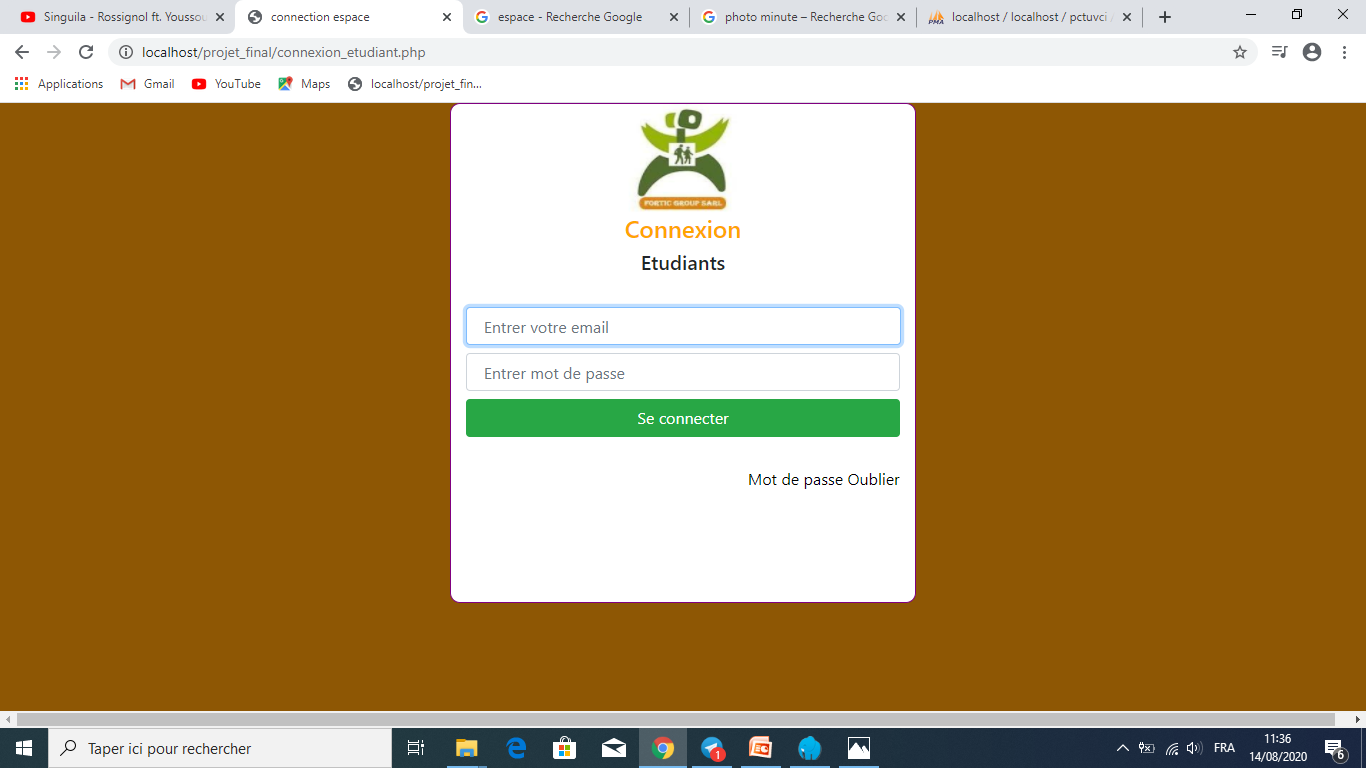 Singuila - Rossignol ft. Youssou
connection espace
espace - Recherche Google
photo minute – Recherche Goo
localhost / localhost / pctuvci /
localhost/projet_final/connexion_etudiant.php
Applications
Gmail
YouTube
Maps
localhost/projet_fin...
PORTIC GROUP SARL
Connexion
Etudiants
Entrer votre email
Entrer mot de passe
Se connecter
Mot de passe Oublier
Taper ici pour rechercher
1
FRA
11:36
14/08/2020
6